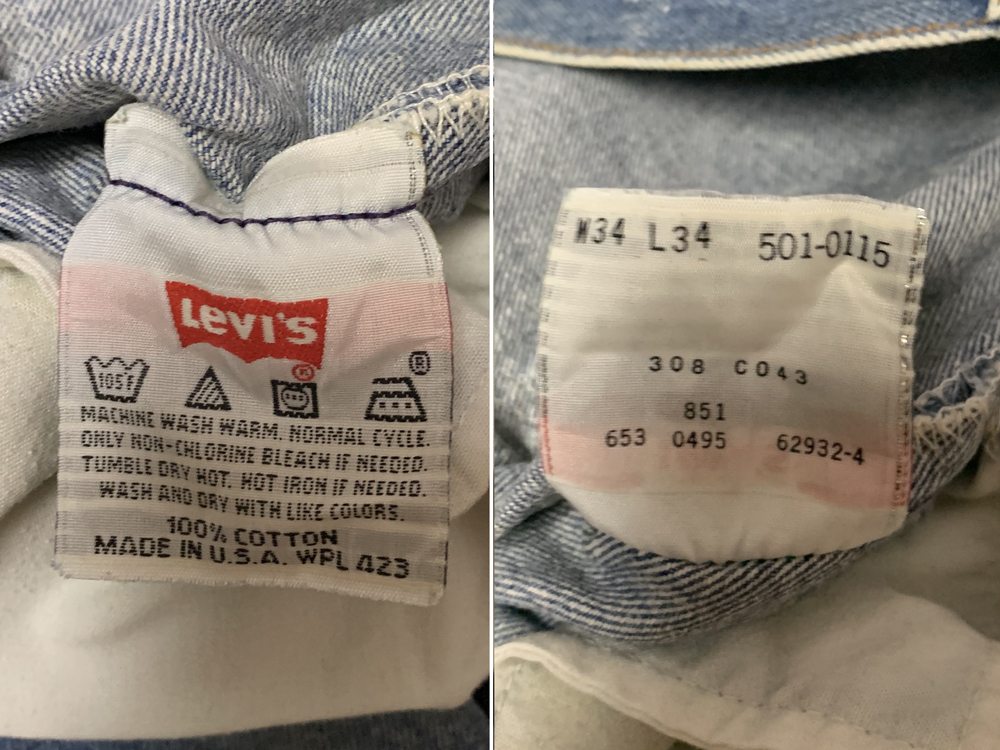 Levi's
®
®
105F
MACHINE WASH WARM. NORMAL CYCLE.
ONLY NON-CHLORINE BLEACH IF NEEDED.
TUMBLE DRY HOT. HOT IRON IF NEEDED.
WASH AND DRY WITH LIKE COLORS.
100% COTTON
MADE IN U.S.A. WPL 423
W34 L34 501-0115
308 C043
851
653 0495 62932-4